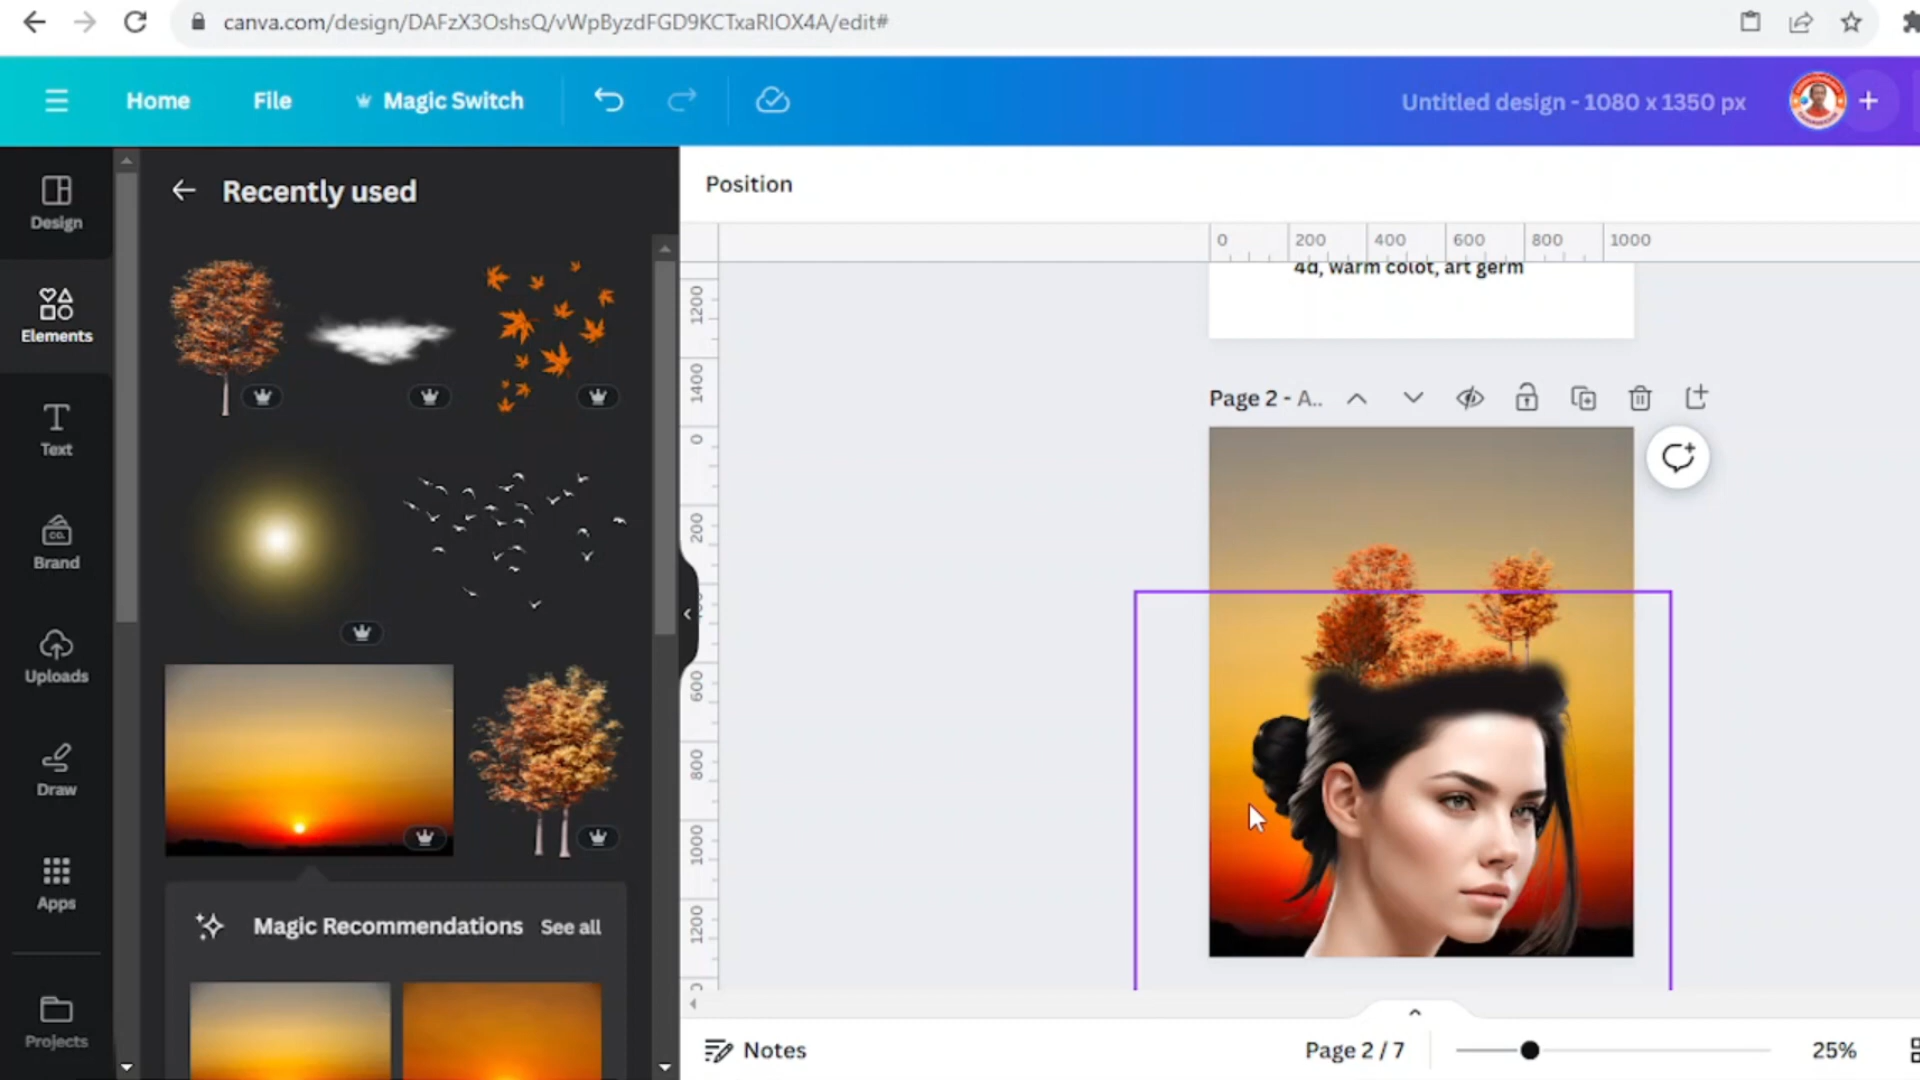 canva.com/design/DAFzX3OshsQ/vWpByzdFGD9KCTxaRlOX4A/edit#
Home
File
Magic Switch
Untitled design - 1080 x 1350 px
Design
Elements
Text
CO.
Brand
Uploads
Draw
Apps
Projects
Recently used
Magic Recommendations
See all
Position
0 200 400 600 800 1000
4d, warm colot, art germ
1200
1400
0
200
600
800
1000
1200
Page 2 - A..
Notes
Page 2 / 7
25%